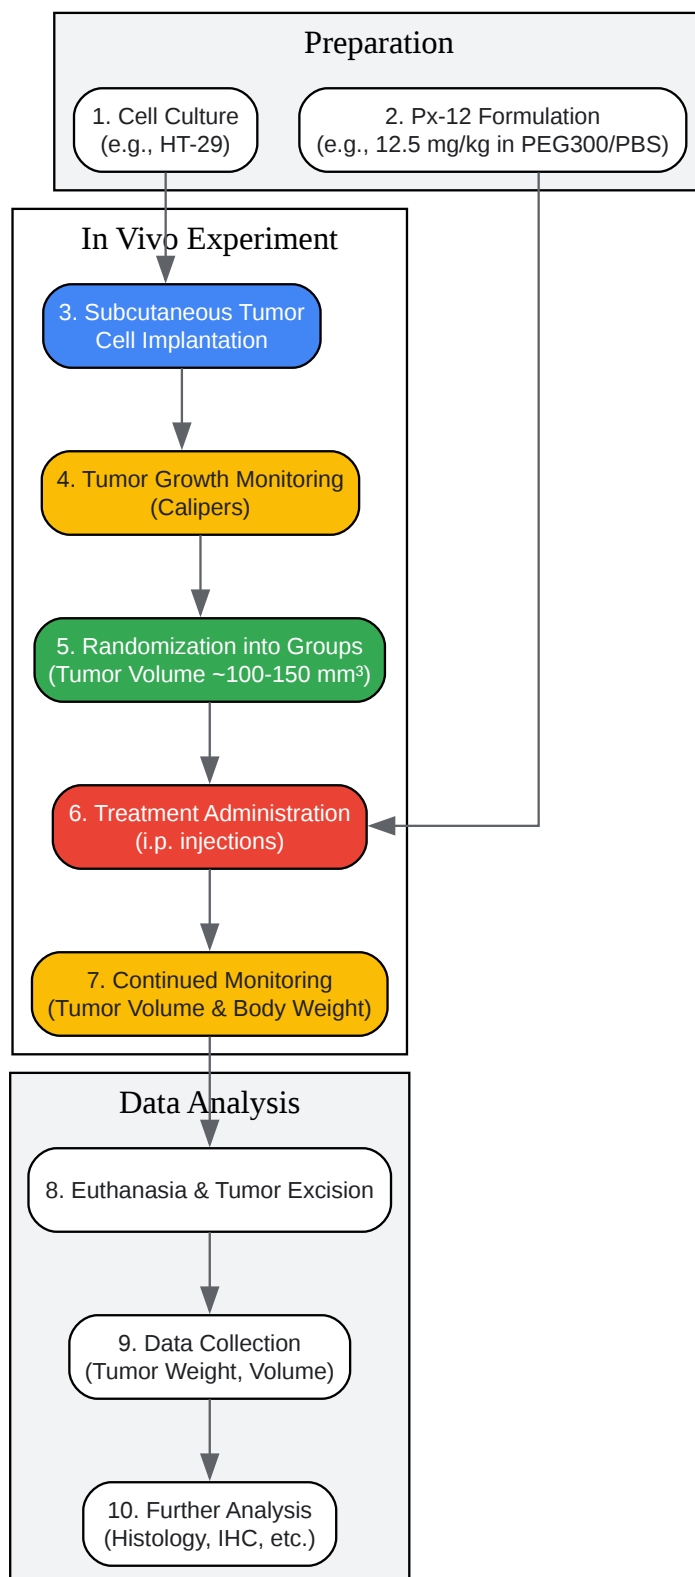 Preparation
1. Cell Culture
(e.g., HT-29)
2. Px-12 Formulation
(e.g., 12.5 mg/kg in PEG300/PBS)
In Vivo Experiment
3. Subcutaneous Tumor
Cell Implantation
4. Tumor Growth Monitoring
(Calipers)
5. Randomization into Groups
(Tumor Volume ~100-150 mm³)
6. Treatment Administration
(i.p. injections)
7. Continued Monitoring
(Tumor Volume & Body Weight)
Data Analysis
8. Euthanasia & Tumor Excision
9. Data Collection
(Tumor Weight, Volume)
10. Further Analysis
(Histology, IHC, etc.)